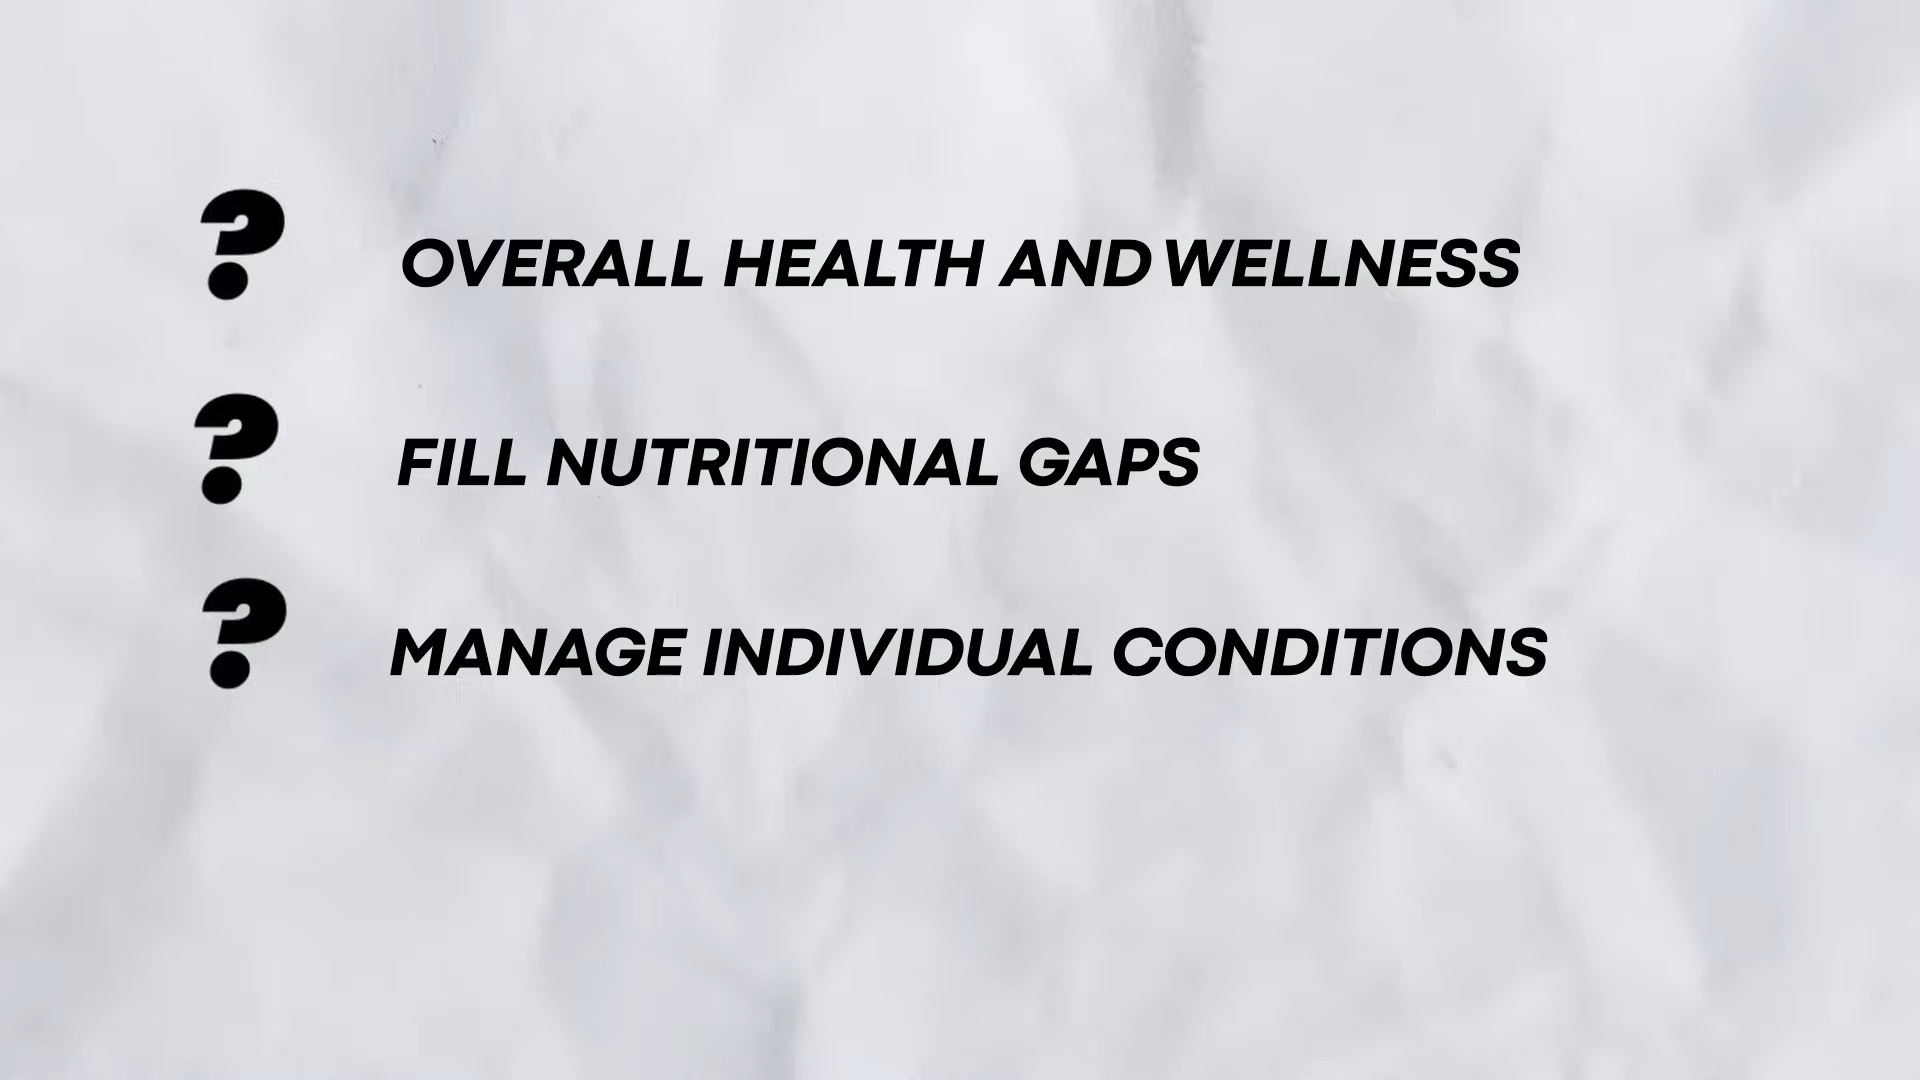 ? OVERALL HEALTH AND WELLNESS
? FILL NUTRITIONAL GAPS
? MANAGE INDIVIDUAL CONDITIONS